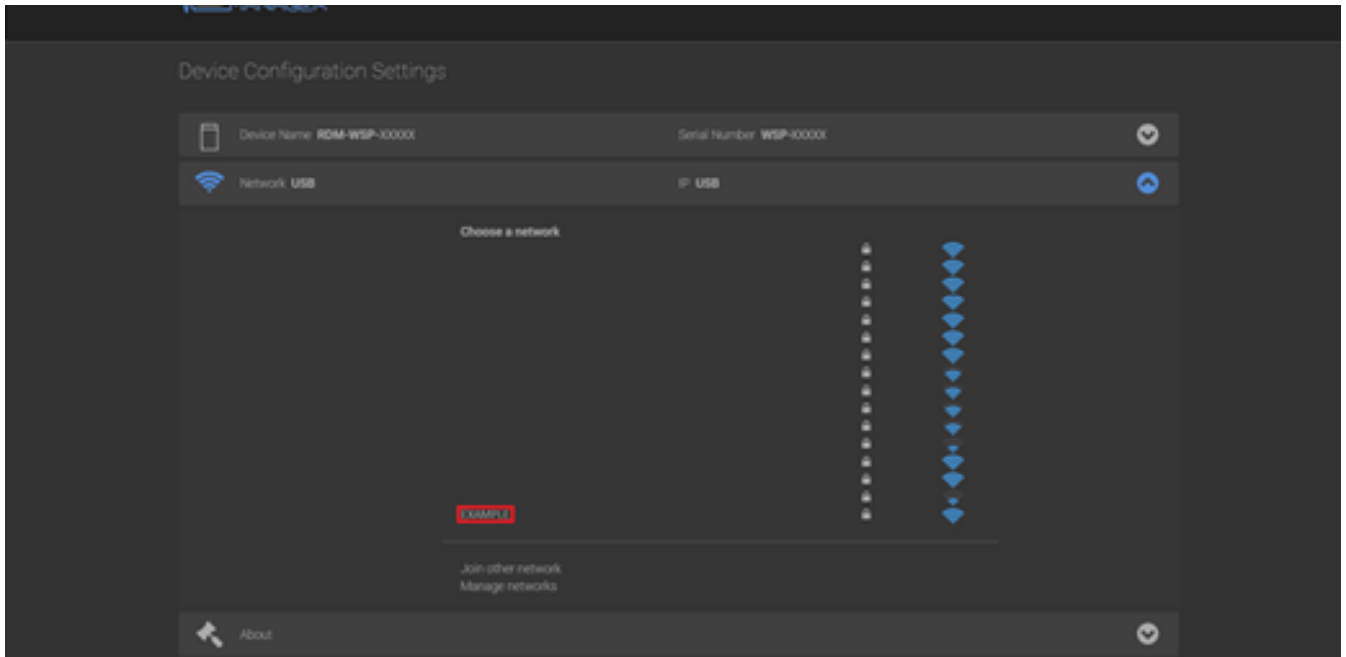 MANAGER
Device Configuration Settings
Device Name RDM-WSP-XXXXX Serial Number WSP-XXXXX
Network USB IP USB
Choose a network
EXAMPLE
Join other network
Manage networks
About